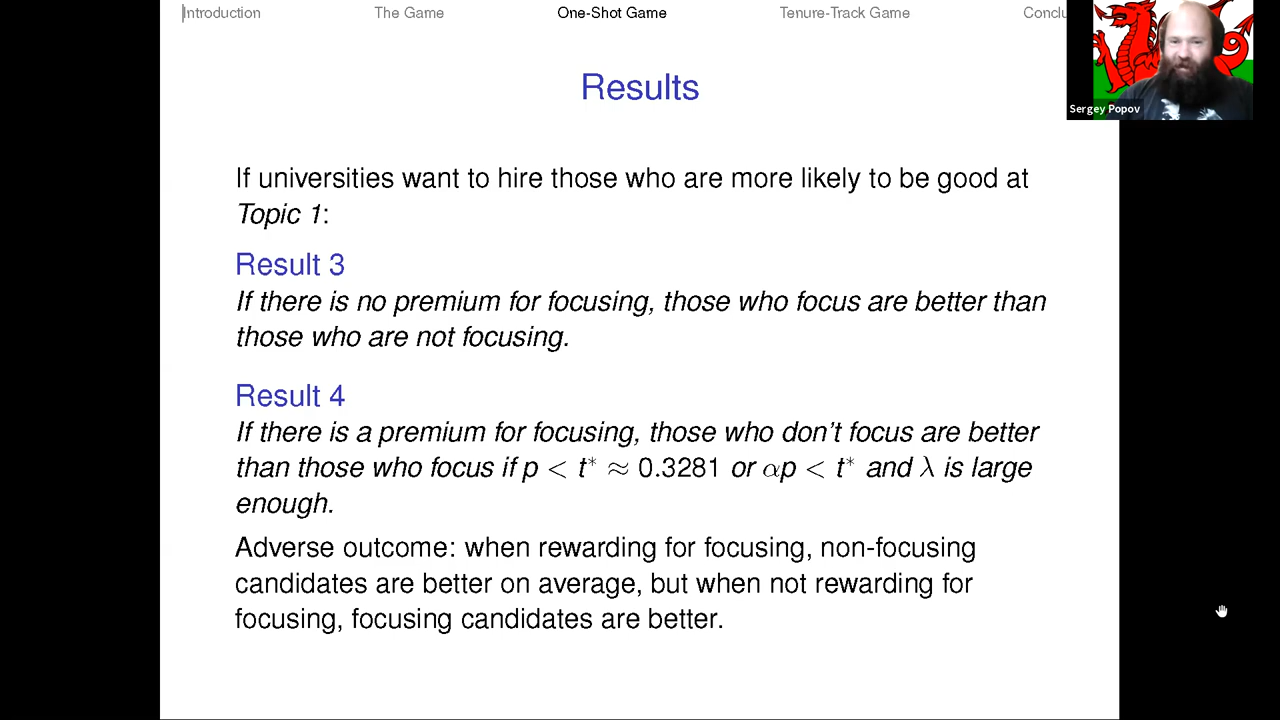 Introduction The Game One-Shot Game Tenure-Track Game
Sergey Popov
Results
If universities want to hire those who are more likely to be good at
Topic 1:
Result 3
If there is no premium for focusing, those who focus are better than
those who are not focusing.
Result 4
If there is a premium for focusing, those who don't focus are better
than those who focus if p < t* ≈ 0.3281 or αp < t* and λ is large
enough.
Adverse outcome: when rewarding for focusing, non-focusing
candidates are better on average, but when not rewarding for
focusing, focusing candidates are better.